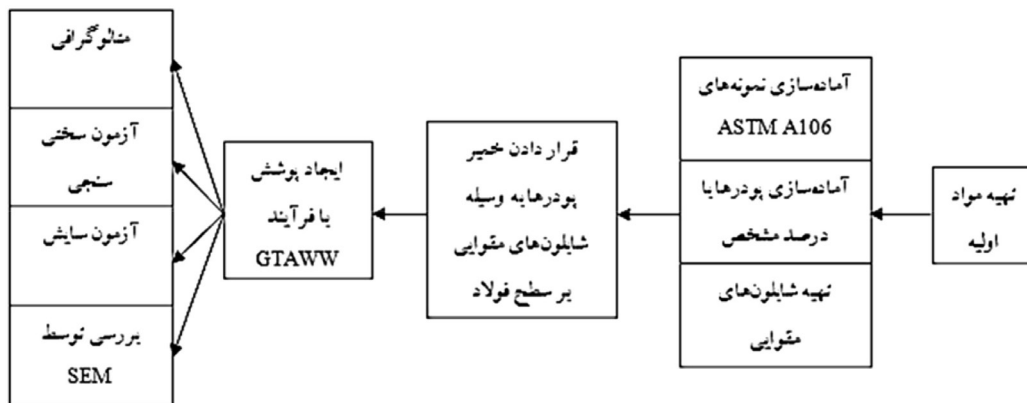 تهیه مواد
اولیه
آماده‌سازی نمونه‌های
ASTM A106
آماده‌سازی پودرها با
درصد مشخص
تهیه شابلون‌های
مقوایی
قرار دادن خمیر
پودرها به وسیله
شابلون‌های مقوایی
بر سطح فولاد
ایجاد پوشش
با فرآیند
GTAWW
متالوگرافی
آزمون سختی
سنجی
آزمون سایش
بررسی توسط
SEM